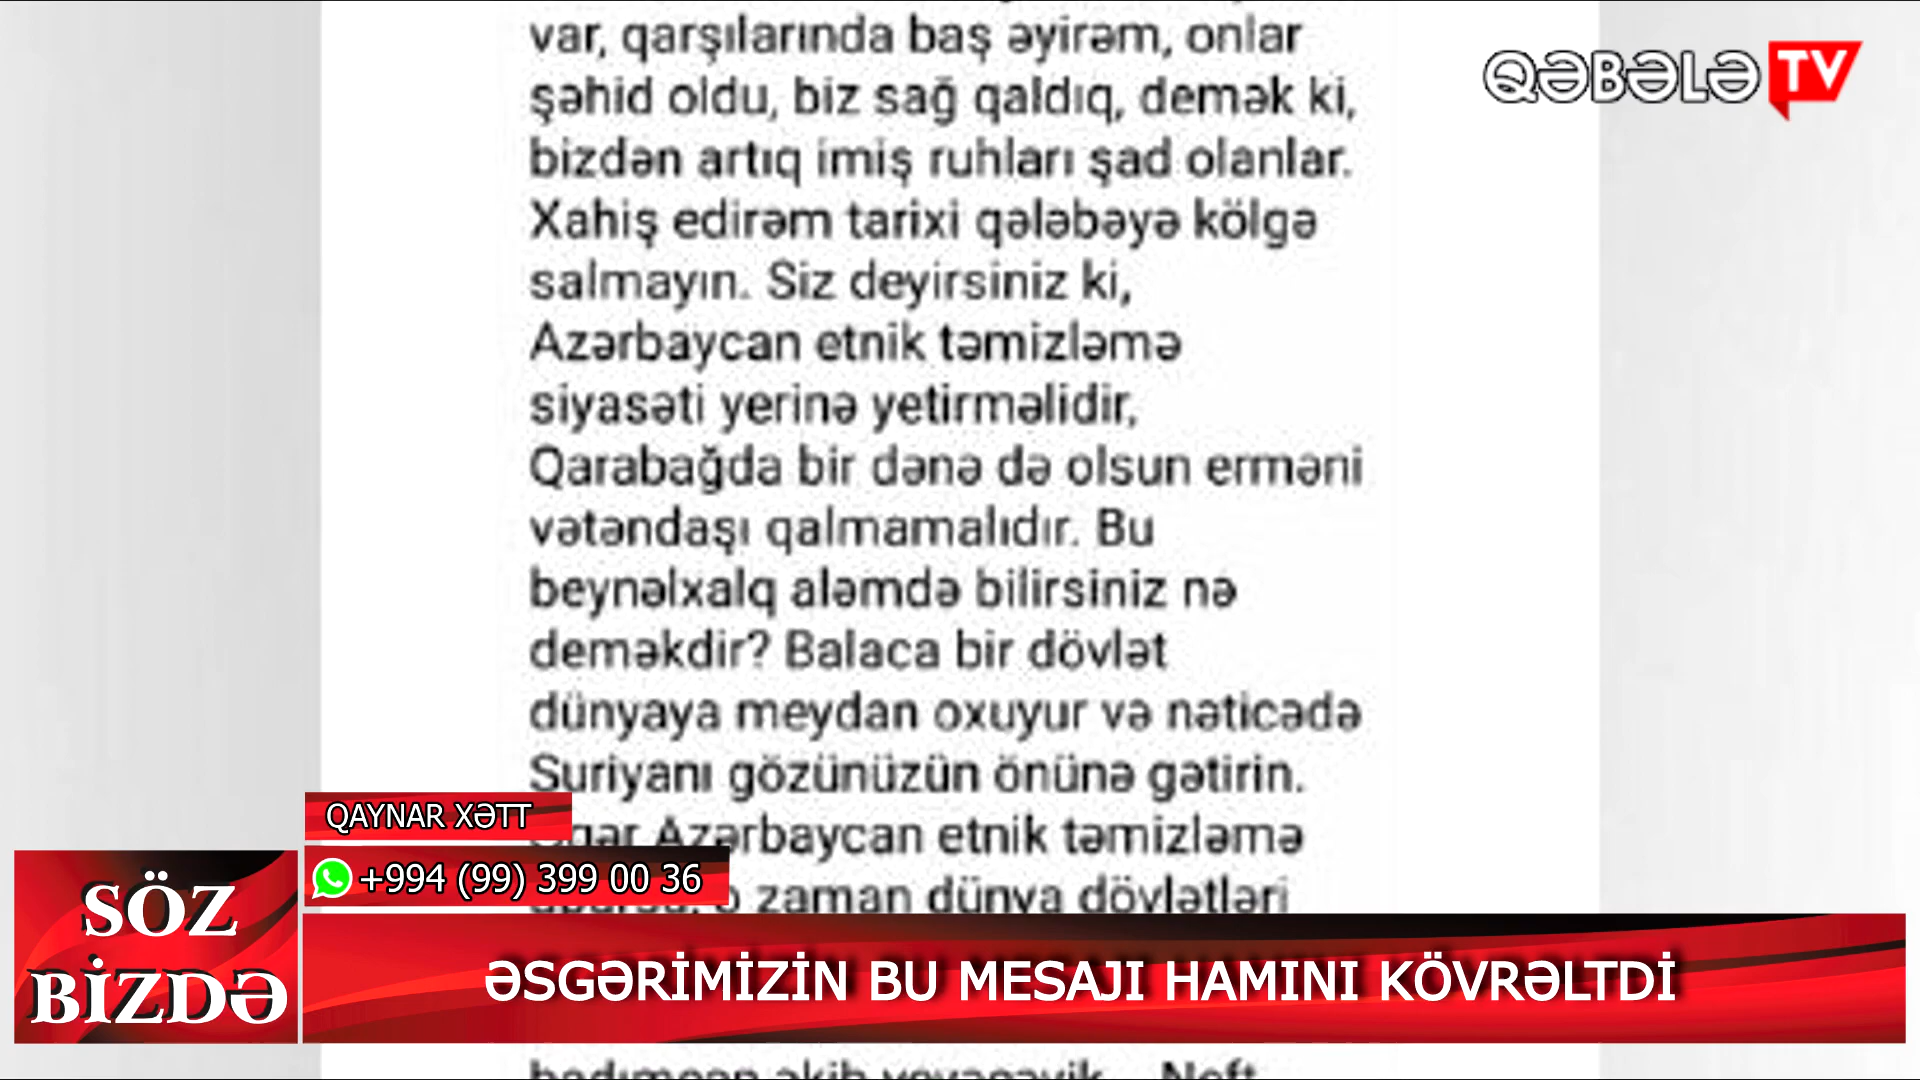 var, qarşılarında baş əyirəm, onlar
şəhid oldu, biz sağ qaldıq, demək ki,
bizdən artıq imiş ruhları şad olanlar.
Xahiş edirəm tarixi qələbəyə kölgə
salmayın. Siz deyirsiniz ki,
Azərbaycan etnik təmizləmə
siyasəti yerinə yetirməlidir,
Qarabağda bir dənə də olsun erməni
vətəndaşı qalmamalıdır. Bu
beynəlxalq aləmdə bilirsiniz nə
deməkdir? Balaca bir dövlət
dünyaya meydan oxuyur və nəticədə
Suriyanı gözünüzün önünə gətirin.
Azərbaycan etnik təmizləmə
zaman dünya dövlətləri
QƏBƏLƏ TV
QAYNAR XƏTT
+994 (99) 399 00 36
SÖZ
BİZDƏ
ƏSGƏRİMİZİN BU MESAJI HAMINI KÖVRƏLTDİ